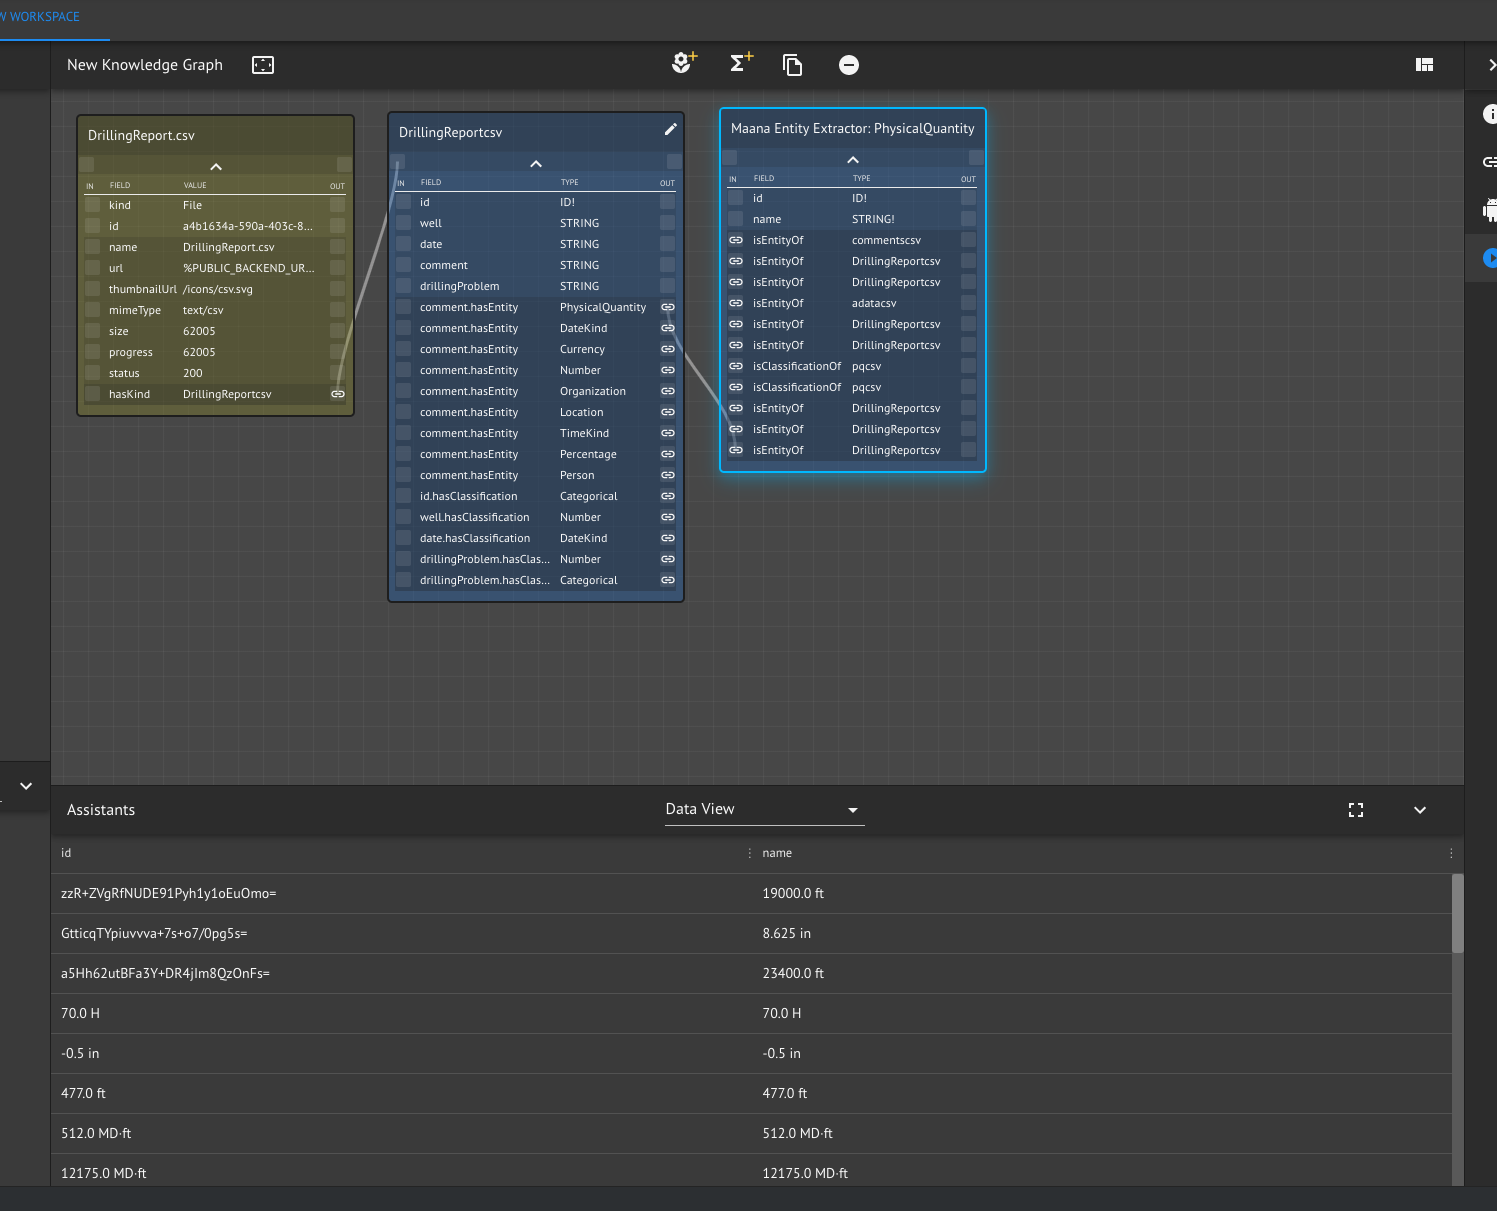 W WORKSPACE
New Knowledge Graph
DrillingReport.csv
IN FIELD VALUE OUT
kind File
id a4b1634a-590a-403c-8...
name DrillingReport.csv
url %PUBLIC_BACKEND_UR...
thumbnailUrl /icons/csv.svg
mimeType text/csv
size 62005
progress 62005
status 200
hasKind DrillingReportcsv
DrillingReportcsv
IN FIELD TYPE OUT
id ID!
well STRING
date STRING
comment STRING
drillingProblem STRING
comment.hasEntity PhysicalQuantity
comment.hasEntity DateKind
comment.hasEntity Currency
comment.hasEntity Number
comment.hasEntity Organization
comment.hasEntity Location
comment.hasEntity TimeKind
comment.hasEntity Percentage
comment.hasEntity Person
id.hasClassification Categorical
well.hasClassification Number
date.hasClassification DateKind
drillingProblem.hasClas... Number
drillingProblem.hasClas... Categorical
Maana Entity Extractor: PhysicalQuantity
IN FIELD TYPE OUT
id ID!
name STRING!
isEntityOf commentscsv
isEntityOf DrillingReportcsv
isEntityOf DrillingReportcsv
isEntityOf adatacsv
isEntityOf DrillingReportcsv
isEntityOf DrillingReportcsv
isClassificationOf pqcsv
isClassificationOf pqcsv
isEntityOf DrillingReportcsv
isEntityOf DrillingReportcsv
isEntityOf DrillingReportcsv
Assistants
Data View
id name
zzR+ZVgRfNUDE91Pyh1y1oEuOmo= 19000.0 ft
GtticqTYpiuvvva+7s+o7/0pg5s= 8.625 in
a5Hh62utBFa3Y+DR4jIm8QzOnFs= 23400.0 ft
70.0 H 70.0 H
-0.5 in -0.5 in
477.0 ft 477.0 ft
512.0 MD·ft 512.0 MD·ft
12175.0 MD·ft 12175.0 MD·ft